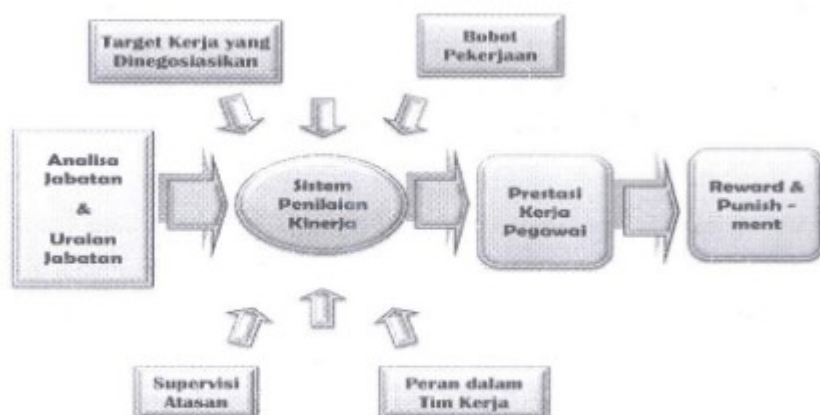 Target Kerja yang
Dinegosiasikan
Bobot
Pekerjaan
Analisa
Jabatan
&
Uraian
Jabatan
Sistem
Penilaian
Kinerja
Prestasi
Kerja
Pegawai
Reward &
Punish -
ment
Supervisi
Atasan
Peran dalam
Tim Kerja